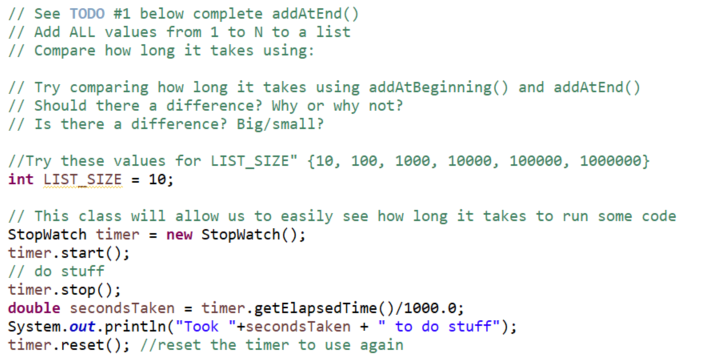 // See TODO #1 below complete addAtEnd()
// Add ALL values from 1 to N to a list
// Compare how long it takes using:
// Try comparing how long it takes using addAtBeginning() and addAtEnd()
// Should there a difference? Why or why not?
// Is there a difference? Big/small?
//Try these values for LIST_SIZE" {10, 100, 1000, 10000, 100000, 1000000}
int LIST_SIZE = 10;
// This class will allow us to easily see how long it takes to run some code
StopWatch timer = new StopWatch();
timer.start();
// do stuff
timer.stop();
double secondsTaken = timer.getElapsedTime()/1000.0;
System.out.println("Took "+secondsTaken + " to do stuff");
timer.reset(); //reset the timer to use again